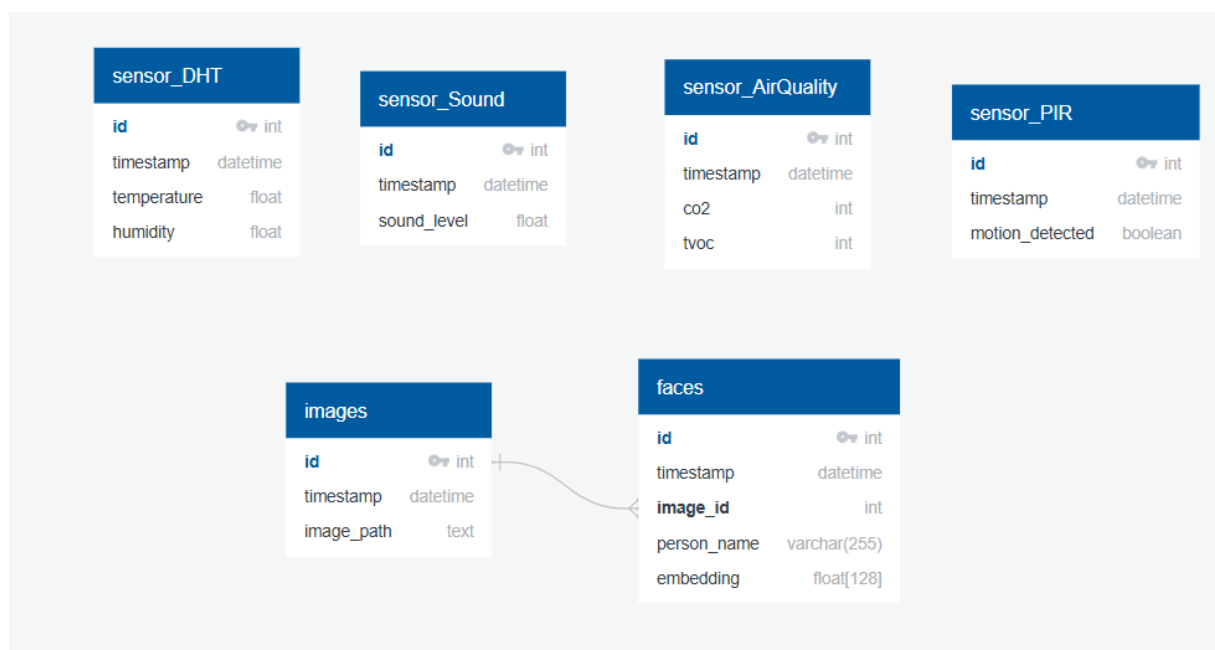 sensor_DHT
id int
timestamp datetime
temperature float
humidity float
sensor_Sound
id int
timestamp datetime
sound_level float
sensor_AirQuality
id int
timestamp datetime
co2 int
tvoc int
sensor_PIR
id int
timestamp datetime
motion_detected boolean
images
id int
timestamp datetime
image_path text
faces
id int
timestamp datetime
image_id int
person_name varchar(255)
embedding float[128]